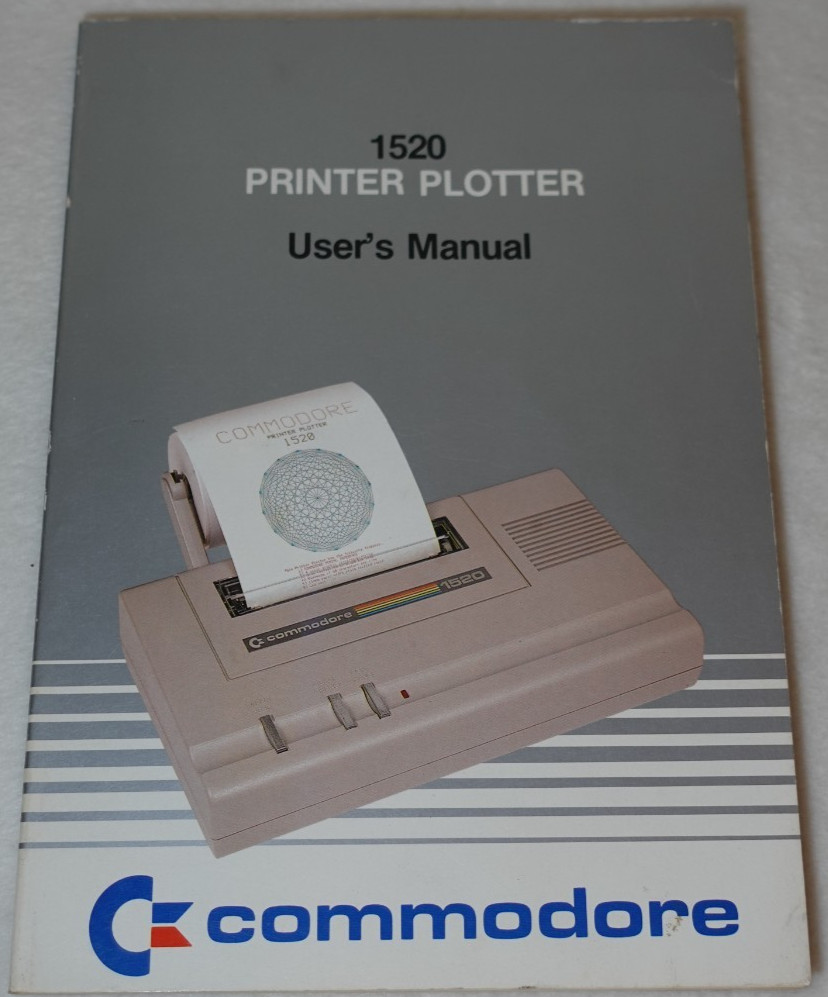 1520
PRINTER PLOTTER
User's Manual
COMMODORE
PRINTER PLOTTER
1520
commodore 1520
commodore